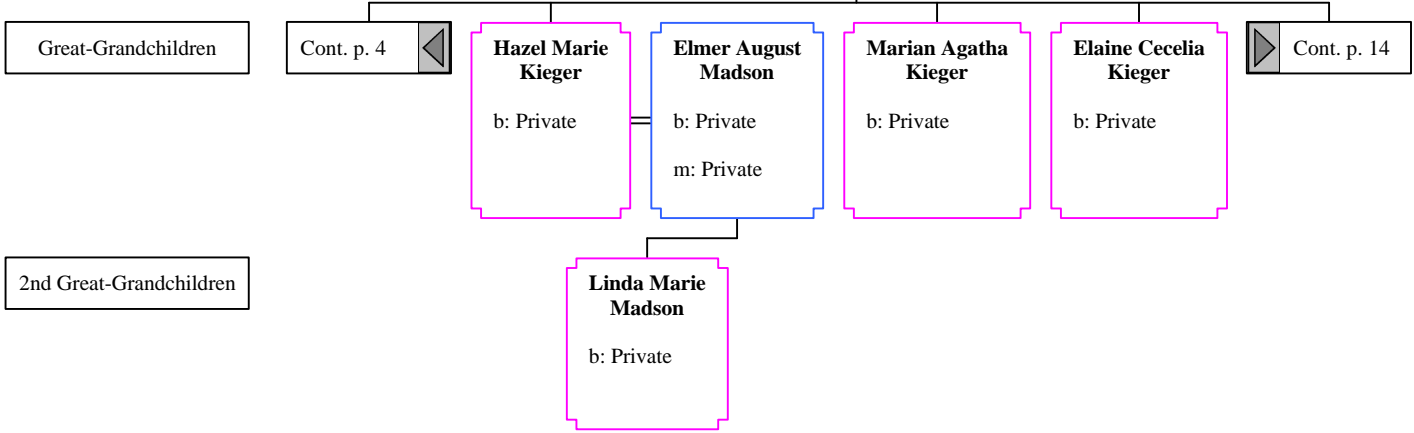 Great-Grandchildren
Cont. p. 4
Hazel Marie
Kieger
b: Private
Elmer August
Madson
b: Private
m: Private
Marian Agatha
Kieger
b: Private
Elaine Cecelia
Kieger
b: Private
Cont. p. 14
2nd Great-Grandchildren
Linda Marie
Madson
b: Private